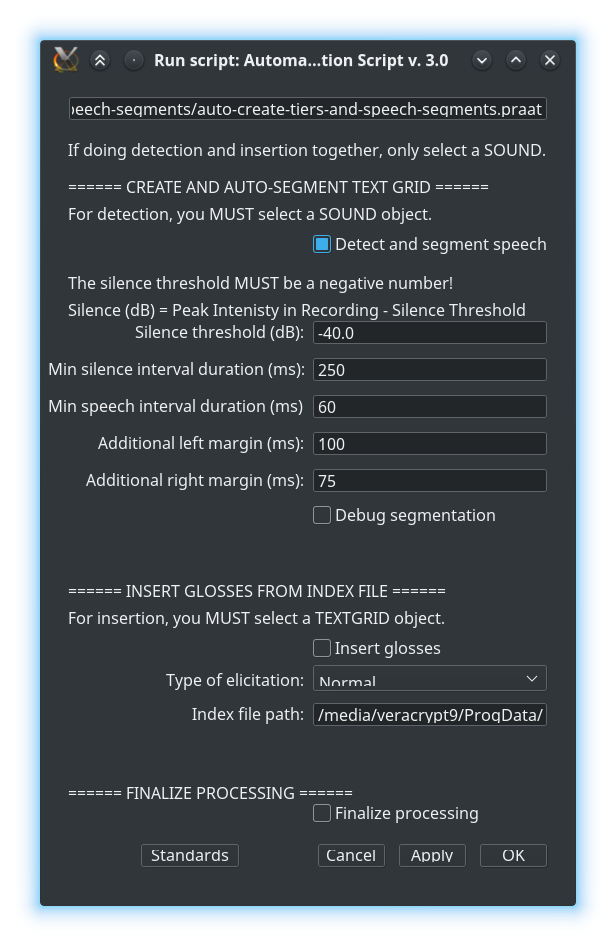 Run script: Automa...tion Script v. 3.0
peech-segments/auto-create-tiers-and-speech-segments.praat
If doing detection and insertion together, only select a SOUND.
====== CREATE AND AUTO-SEGMENT TEXT GRID ======
For detection, you MUST select a SOUND object.
Detect and segment speech
The silence threshold MUST be a negative number!
Silence (dB) = Peak Intenisty in Recording - Silence Threshold
Silence threshold (dB): -40.0
Min silence interval duration (ms): 250
Min speech interval duration (ms) 60
Additional left margin (ms): 100
Additional right margin (ms): 75
Debug segmentation
====== INSERT GLOSSES FROM INDEX FILE ======
For insertion, you MUST select a TEXTGRID object.
Insert glosses
Type of elicitation: Normal
Index file path: /media/veracrypt9/ProgData/
====== FINALIZE PROCESSING ======
Finalize processing
Standards Cancel Apply OK